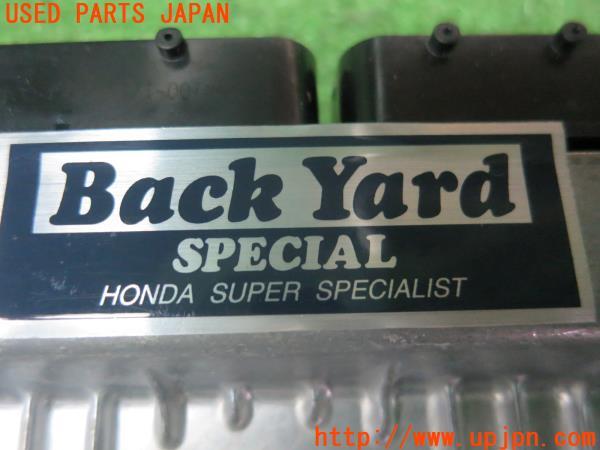 USED PARTS JAPAN
Back Yard
SPECIAL
HONDA SUPER SPECIALIST
http://www.upjpn.com